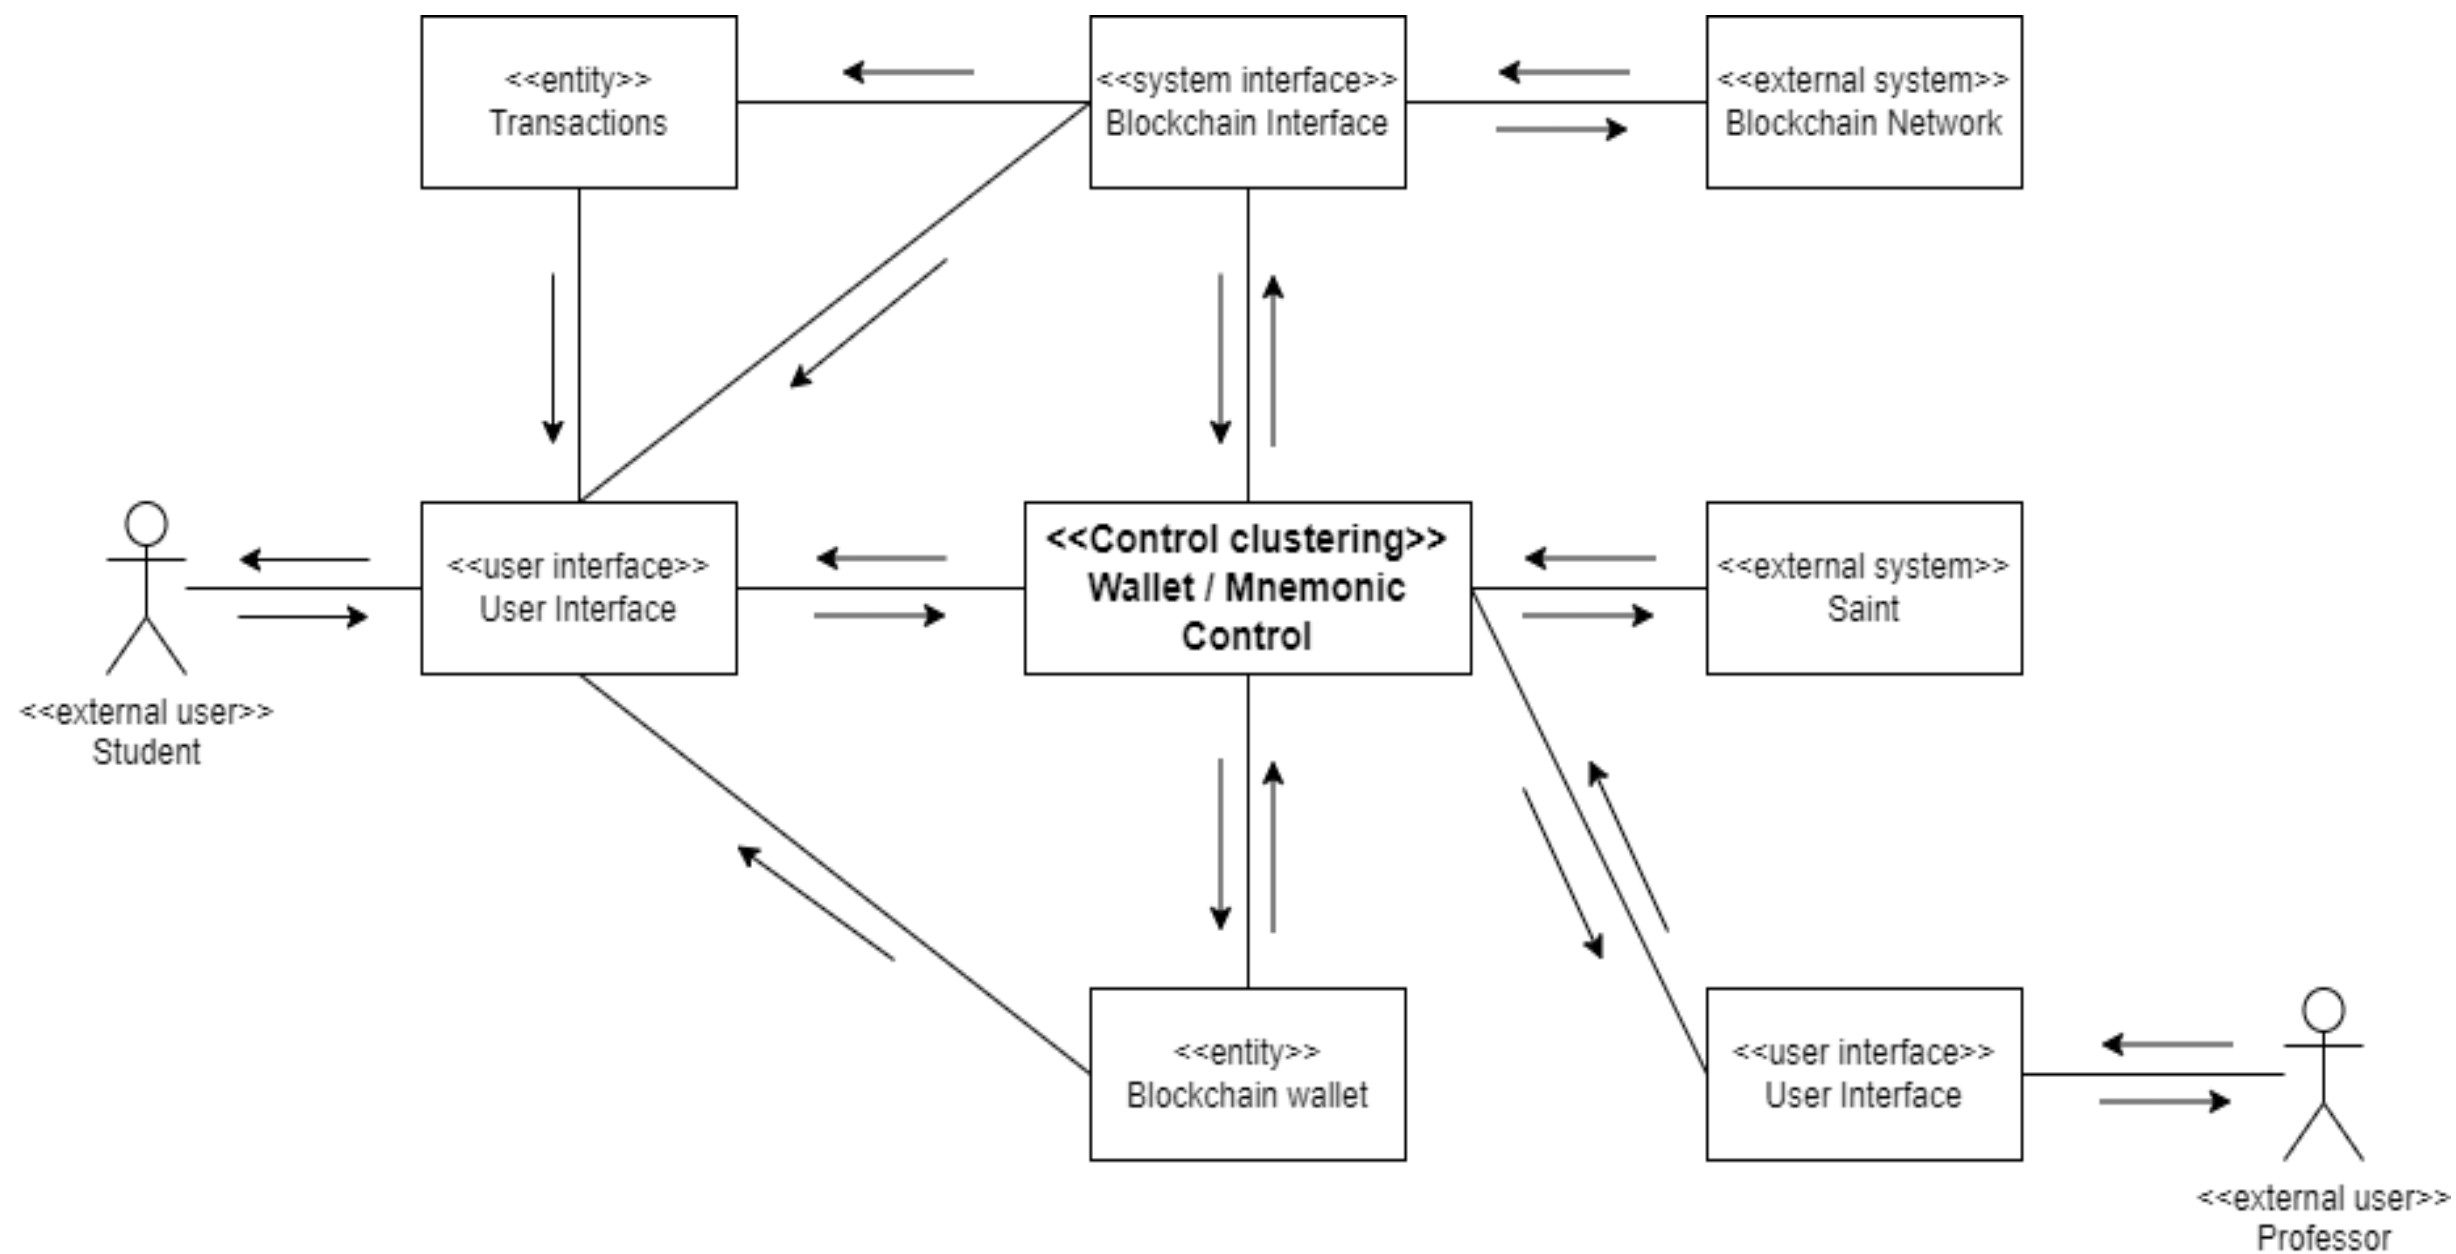 <<entity>>
Transactions
<<system interface>>
Blockchain Interface
<<external system>>
Blockchain Network
<<external user>>
Student
<<user interface>>
User Interface
<<Control clustering>>
Wallet / Mnemonic
Control
<<external system>>
Saint
<<entity>>
Blockchain wallet
<<user interface>>
User Interface
<<external user>>
Professor